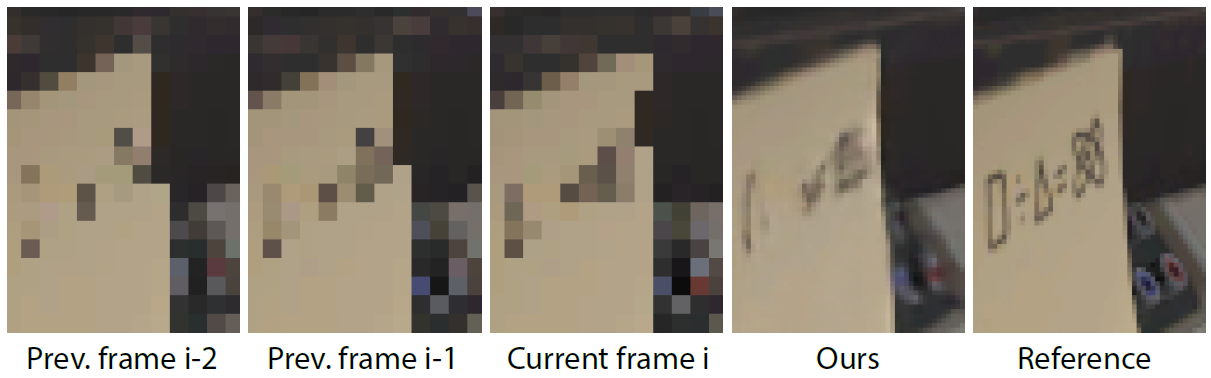 Prev. frame i-2 Prev. frame i-1 Current frame i Ours Reference